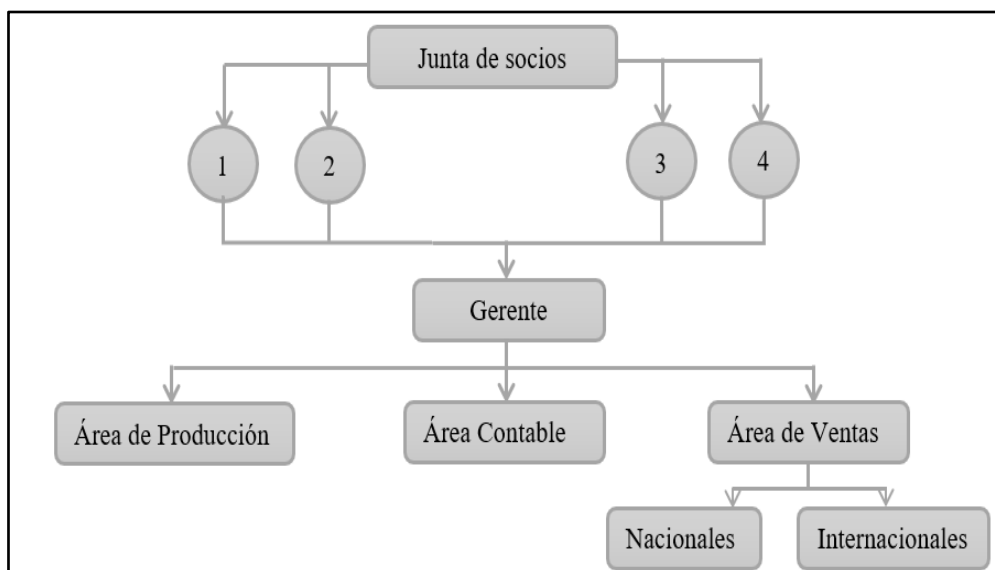 Junta de socios
1
2
3
4
Gerente
Área de Producción
Área Contable
Área de Ventas
Nacionales
Internacionales